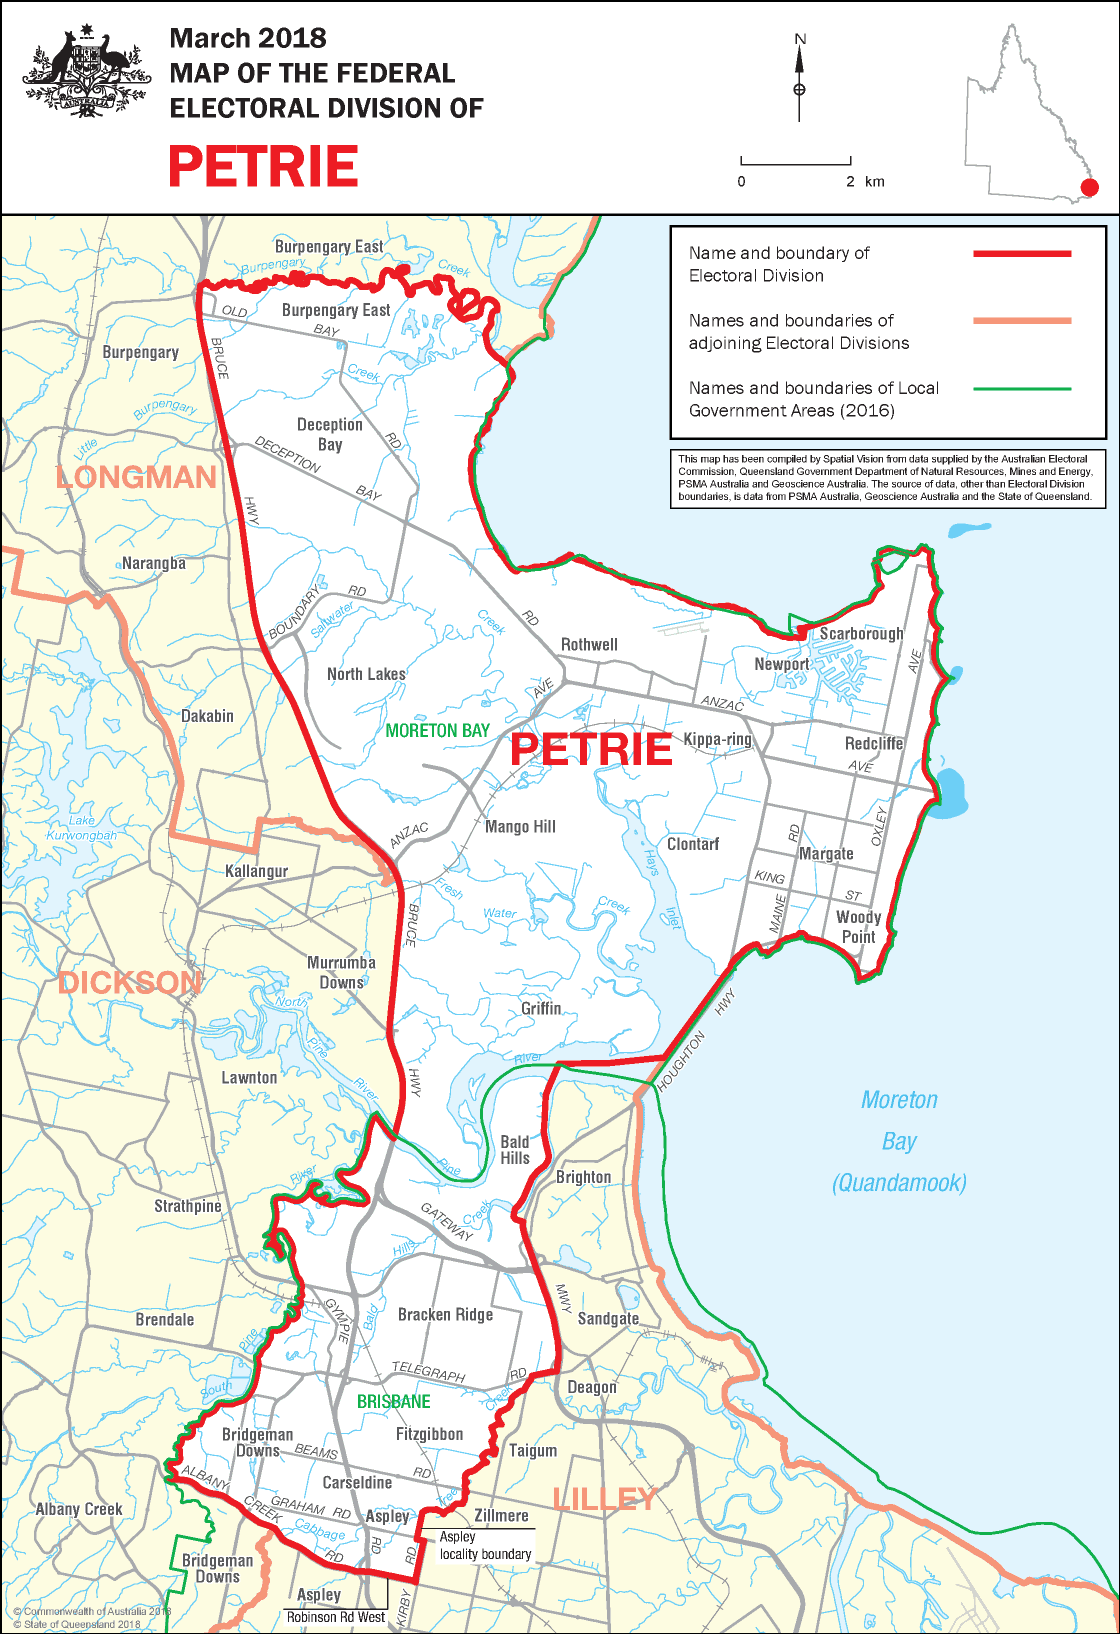 March 2018
MAP OF THE FEDERAL
ELECTORAL DIVISION OF
PETRIE
AUSTRALIA
N
0 2 km
Name and boundary of
Electoral Division
Names and boundaries of
adjoining Electoral Divisions
Names and boundaries of Local
Government Areas (2016)
This map has been compiled by Spatial Vision from data supplied by the Australian Electoral
Commission, Queensland Government Department of Natural Resources, Mines and Energy,
PSMA Australia and Geoscience Australia. The source of data, other than Electoral Division
boundaries, is data from PSMA Australia, Geoscience Australia and the State of Queensland.
Burpengary East
Burpengary Creek
Burpengary East
OLD BAY RD
Burpengary
BRUCE HWY
Creek
Little Burpengary
Deception
Bay
DECEPTION BAY RD
LONGMAN
Narangba
BOUNDARY RD
Saltwater Creek
Rothwell
Scarborough
Newport
North Lakes
AVE
ANZAC AVE
Dakabin
MORETON BAY
PETRIE
Kippa-ring
Redcliffe
ANZAC AVE
Lake
Kurwongbah
Mango Hill
Clontarf
Margate
RD
OXLEY
Kallangur
Hays Inlet
KING ST
MAINE
Woody
Point
Fresh Water Creek
BRUCE HWY
DICKSON
Murrumba
Downs
Griffin
HOUGHTON HWY
North Pine River
River
Lawnton
Moreton
Bay
(Quandamook)
Bald
Hills
Pine
Brighton
River
Strathpine
GATEWAY MWY
Bald Hills Creek
Brendale
GYMPIE RD
Bracken Ridge
Sandgate
South Pine
TELEGRAPH RD
Deagon
BRISBANE
Bridgeman
Downs
Fitzgibbon
BEAMS RD
Taigum
ALBANY CREEK RD
Carseldine
LILLEY
Albany Creek
GRAHAM RD
Aspley
Zillmere
Cabbage Tree Creek
Aspley
locality boundary
Bridgeman
Downs
Aspley
RD
KIRBY
Robinson Rd West
© Commonwealth of Australia 2018
© State of Queensland 2018